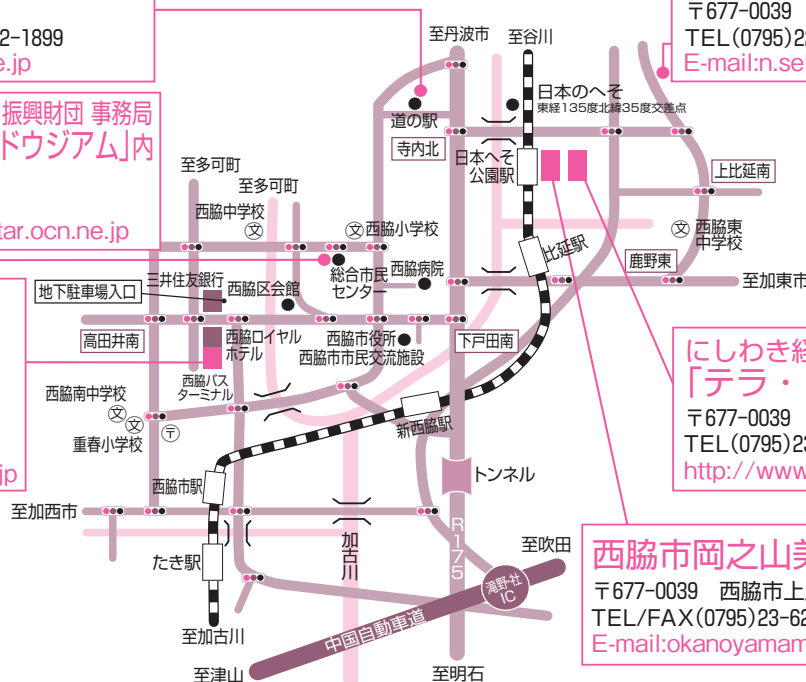 2-1899
e.jp
振興財団 事務局
ドウジアム」内
tar.ocn.ne.jp
jp
〒677-0039
TEL(0795)2
E-mail:n.se
至丹波市
至谷川
日本のへそ
東経135度北緯35度交差点
道の駅
寺内北
日本へそ
公園駅
上比延南
至多可町
至多可町
西脇中学校
文
文 西脇小学校
文 西脇東
中学校
比延駅
鹿野東
至加東市
三井住友銀行
地下駐車場入口
西脇区会館
総合市民
センター
西脇病院
高田井南
西脇ロイヤル
ホテル
西脇市役所
西脇市市民交流施設
下戸田南
西脇バス
ターミナル
西脇南中学校
文
文
〒
重春小学校
新西脇駅
にしわき経
「テラ・
〒677-0039
TEL(0795)23
http://www
西脇市駅
トンネル
至加西市
加古川
R175
たき駅
至吹田
滝野・社
IC
中国自動車道
至加古川
至津山
至明石
西脇市岡之山美
〒677-0039 西脇市上
TEL/FAX(0795)23-62
E-mail:okanoyamam